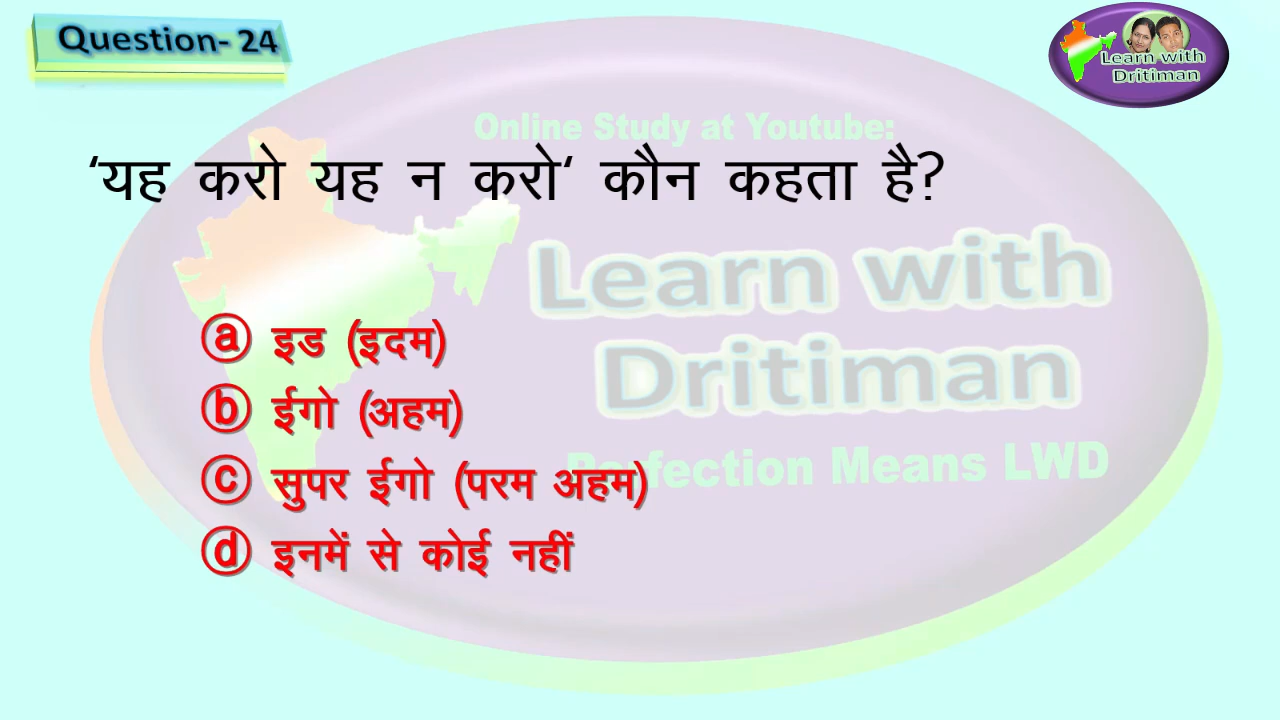 Question- 24
Learn with
Dritiman
Online Study at Youtube:
‘यह करो यह न करो‘ कौन कहता है?
Learn with
Dritiman
ⓐ इड (इदम)
ⓑ ईगो (अहम)
ⓒ सुपर ईगो (परम अहम)
Perfection Means LWD
ⓓ इनमें से कोई नहीं